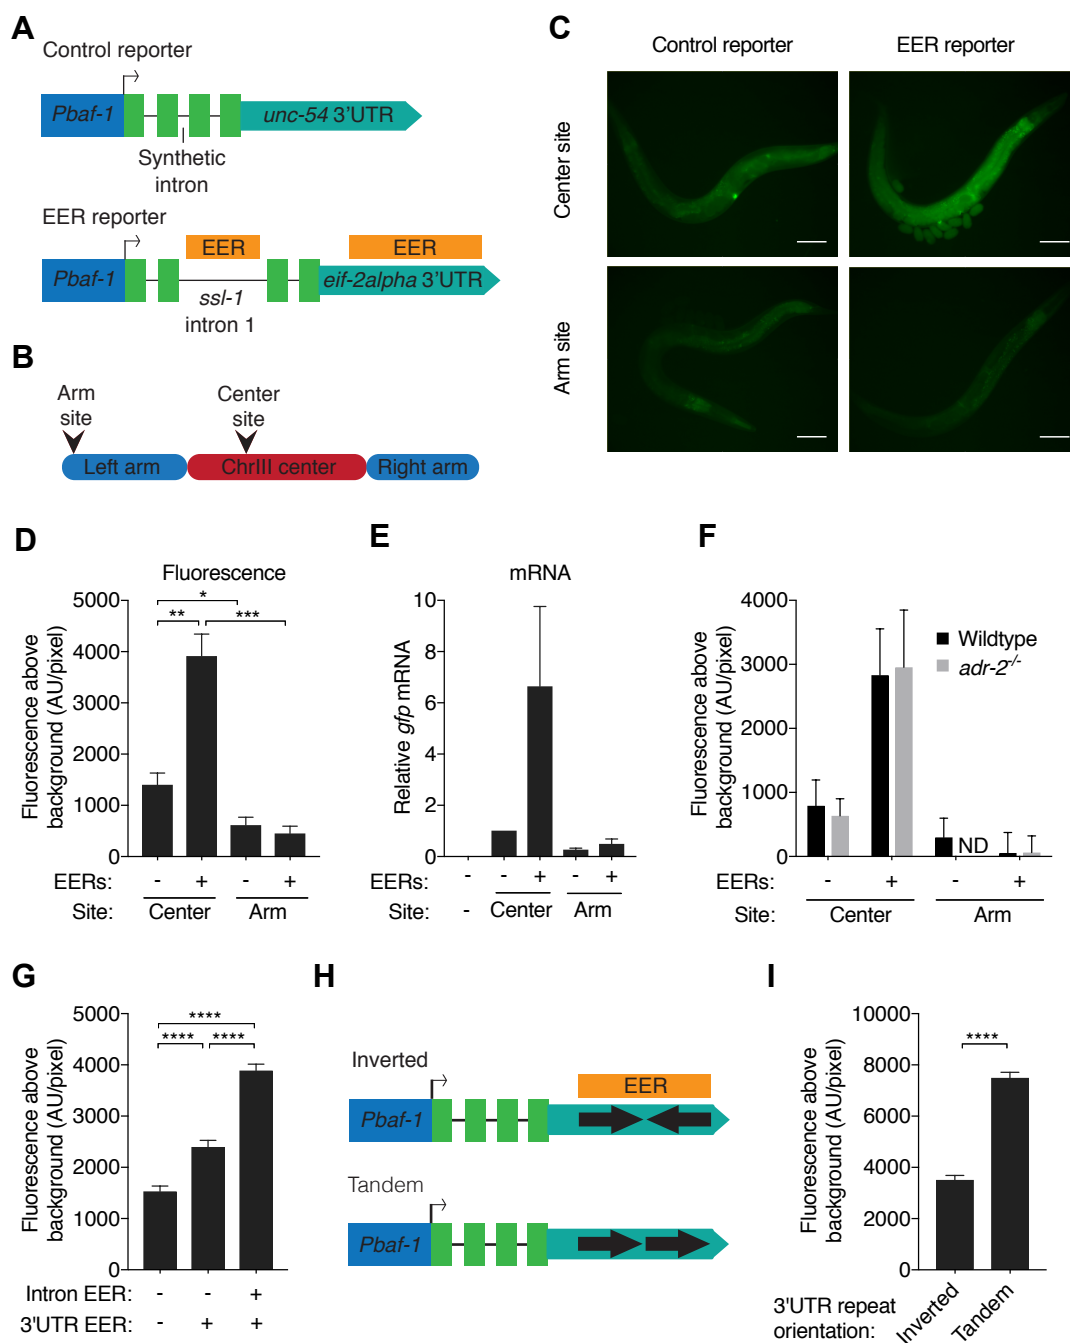 A
Control reporter
Pbaf-1
unc-54 3'UTR
Synthetic
intron
EER reporter
EER
EER
Pbaf-1
eif-2alpha 3'UTR
ssl-1
intron 1
B
Arm
site
Center
site
Left arm
ChrIII center
Right arm
C
Control reporter
EER reporter
Center site
Arm site
D
Fluorescence
Fluorescence above
background (AU/pixel)
5000
4000
3000
2000
1000
0
*
**
***
EERs: - + - +
Site: Center Arm
E
mRNA
Relative gfp mRNA
10
8
6
4
2
0
EERs: - - + - +
Site: - Center Arm
F
Fluorescence above
background (AU/pixel)
4000
3000
2000
1000
0
Wildtype
adr-2-/-
ND
EERs: - + - +
Site: Center Arm
G
Fluorescence above
background (AU/pixel)
5000
4000
3000
2000
1000
0
****
**** ****
Intron EER: - - +
3'UTR EER: - + +
H
Inverted
EER
Pbaf-1
Tandem
Pbaf-1
I
Fluorescence above
background (AU/pixel)
10000
8000
6000
4000
2000
0
****
3'UTR repeat
orientation:
Inverted
Tandem